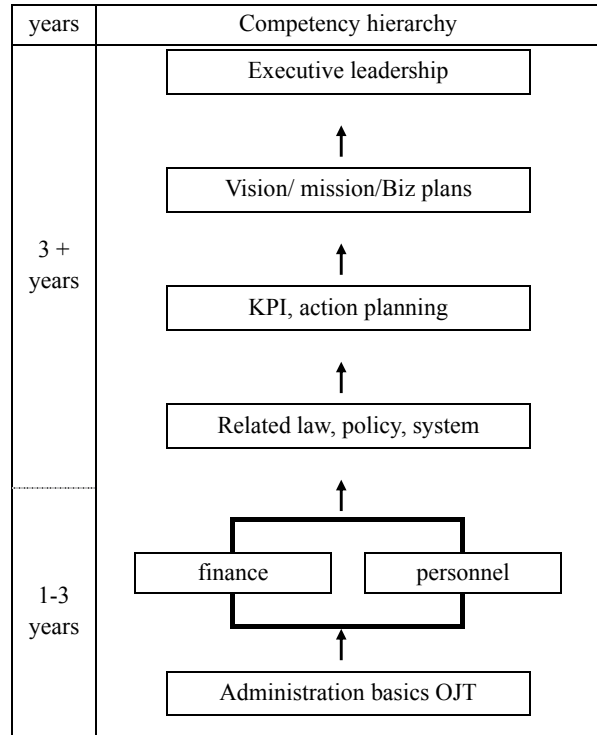 years
Competency hierarchy
Executive leadership
Vision/ mission/Biz plans
3 +
years
KPI, action planning
Related law, policy, system
finance
personnel
1-3
years
Administration basics OJT